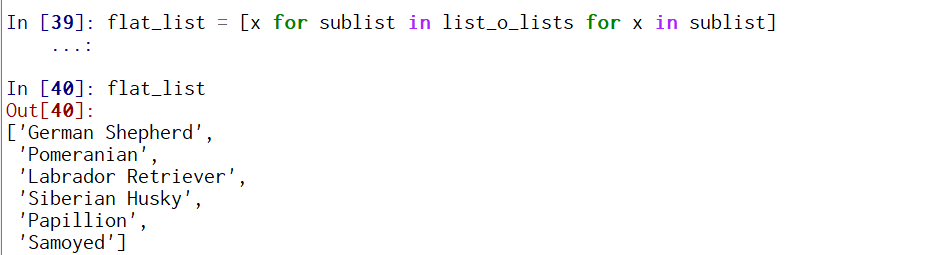 In [39]: flat_list = [x for sublist in list_o_lists for x in sublist]
...:
In [40]: flat_list
Out[40]:
['German Shepherd',
'Pomeranian',
'Labrador Retriever',
'Siberian Husky',
'Papillion',
'Samoyed']